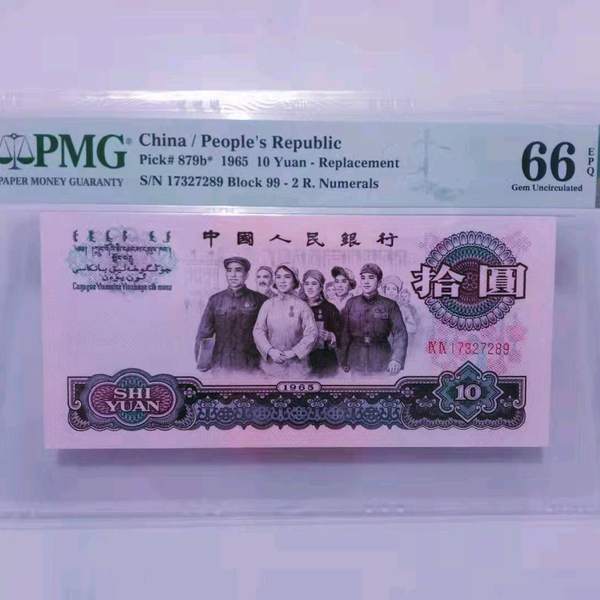 PMG
PAPER MONEY GUARANTY
China / People's Republic
Pick# 879b* 1965 10 Yuan - Replacement
S/N 17327289 Block 99 - 2 R. Numerals
66 EPQ
Gem Uncirculated
中國人民銀行
拾圓
17327289
1965
SHI
YUAN
10